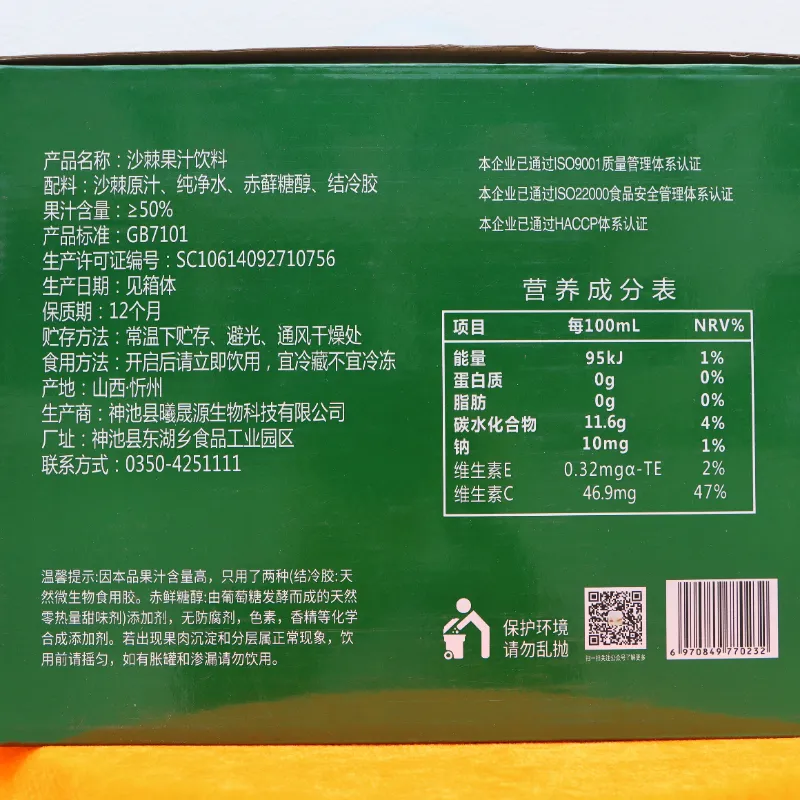 产品名称：沙棘果汁饮料
配料：沙棘原汁、纯净水、赤藓糖醇、结冷胶
果汁含量：≥50%
产品标准：GB7101
生产许可证编号：SC10614092710756
生产日期：见箱体
保质期：12个月
贮存方法：常温下贮存、避光、通风干燥处
食用方法：开启后请立即饮用，宜冷藏不宜冷冻
产地：山西·忻州
生产商：神池县曦晟源生物科技有限公司
厂址：神池县东湖乡食品工业园区
联系方式：0350-4251111
本企业已通过ISO9001质量管理体系认证
本企业已通过ISO22000食品安全管理体系认证
本企业已通过HACCP体系认证
营养成分表
项目 每100mL NRV%
能量 95kJ 1%
蛋白质 0g 0%
脂肪 0g 0%
碳水化合物 11.6g 4%
钠 10mg 1%
维生素E 0.32mgα-TE 2%
维生素C 46.9mg 47%
温馨提示:因本品果汁含量高，只用了两种(结冷胶:天
然微生物食用胶。赤鲜糖醇:由葡萄糖发酵而成的天然
零热量甜味剂)添加剂，无防腐剂，色素，香精等化学
合成添加剂。若出现果肉沉淀和分层属正常现象，饮
用前请摇匀，如有胀罐和渗漏请勿饮用。
保护环境
请勿乱抛
扫一扫关注公众号了解更多
6 970849 770232